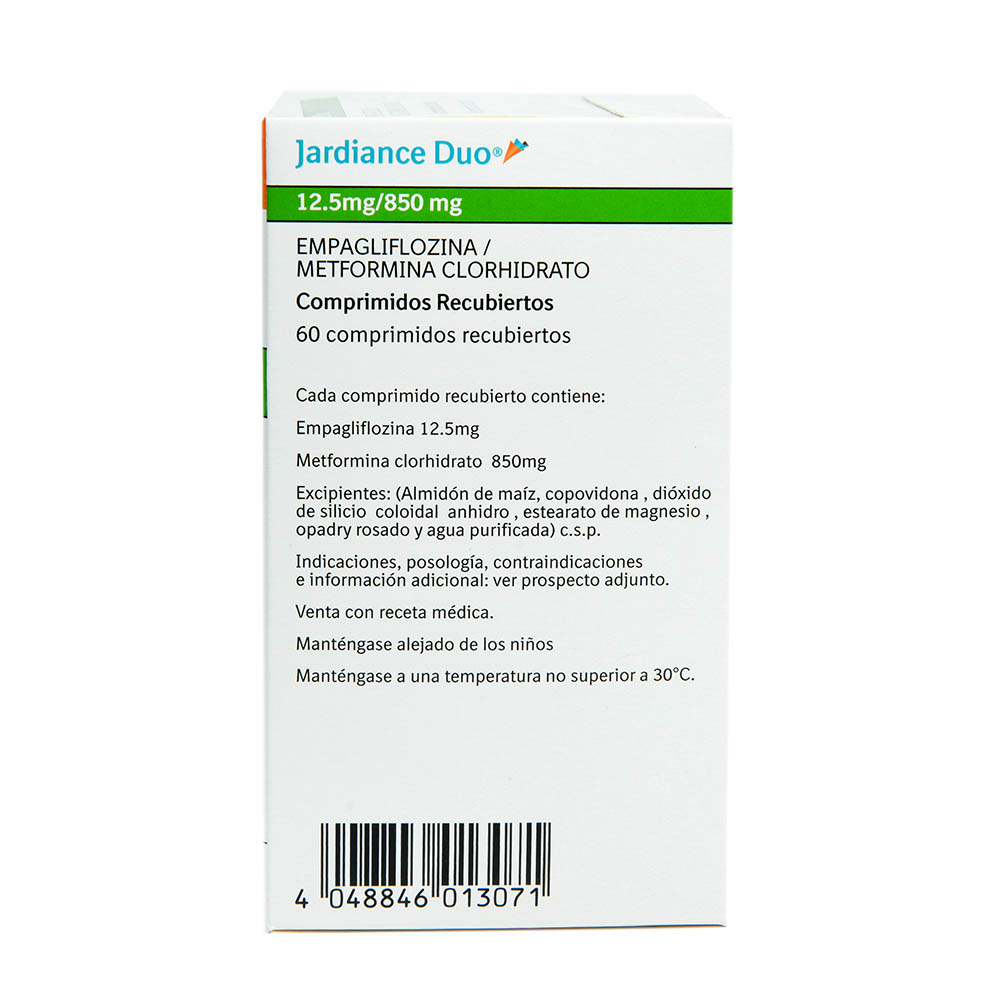 Jardiance Duo®
12.5mg/850 mg
EMPAGLIFLOZINA /
METFORMINA CLORHIDRATO
Comprimidos Recubiertos
60 comprimidos recubiertos
Cada comprimido recubierto contiene:
Empagliflozina 12.5mg
Metformina clorhidrato 850mg
Excipientes: (Almidón de maíz, copovidona , dióxido
de silicio coloidal anhidro , estearato de magnesio ,
opadry rosado y agua purificada) c.s.p.
Indicaciones, posología, contraindicaciones
e información adicional: ver prospecto adjunto.
Venta con receta médica.
Manténgase alejado de los niños
Manténgase a una temperatura no superior a 30°C.
4 048846 013071